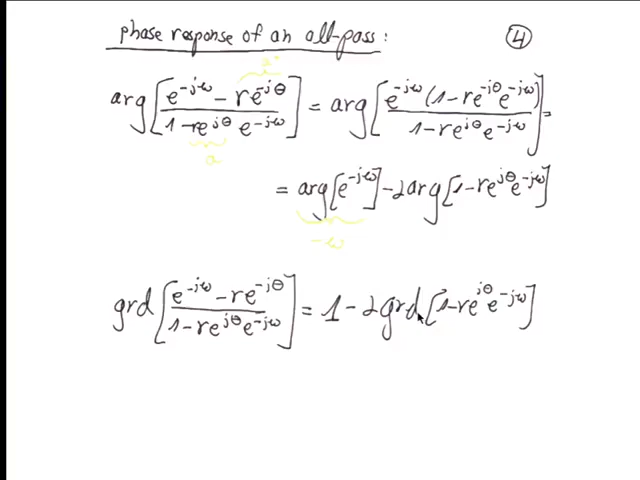 phase response of an all-pass: 4
a*
arg[(e^{-jω} - re^{-jθ})/(1-re^{jθ} e^{-jω})] = arg[(e^{-jω}(1-re^{-jθ}e^{-jω}))/(1-re^{jθ}e^{-jω})] =
a
= arg[e^{-jω}] - 2arg[1-re^{jθ}e^{-jω}]
-ω
grd[(e^{-jω} - re^{-jθ})/(1-re^{jθ}e^{-jω})] = 1 - 2grd[1-re^{jθ}e^{-jω}]